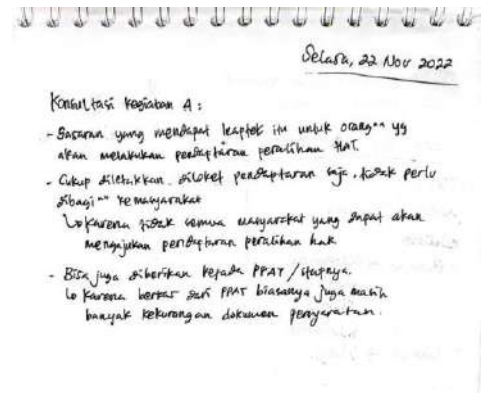 Selasa, 22 Nov 2022
Konsultasi Kegiatan A :
- Sasaran yang mendapat leaflet itu untuk orang"" yg
akan melakukan pendaftaran peralihan HAT.
- Cukup diletakkan diloket pendaftaran saja, tidak perlu
dibagi"" ke masyarakat
↳ karena tidak semua masyarakat yang dapat akan
mengajukan pendaftaran peralihan hak
- Bisa juga diberikan kepada PPAT / stafnya.
↳ karena berkas dari PPAT biasanya juga masih
banyak kekurangan dokumen persyaratan.